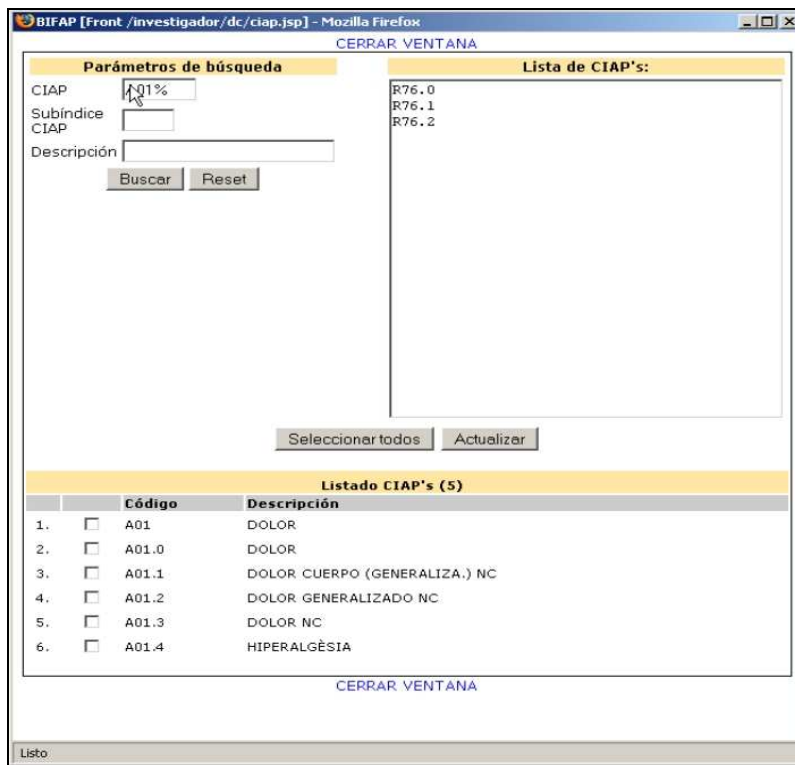 BIFAP [Front /investigador/dc/ciap.jsp] - Mozilla Firefox
CERRAR VENTANA
Parámetros de búsqueda
CIAP
01%
Subíndice CIAP
Descripción
Buscar Reset
Lista de CIAP's:
R76.0
R76.1
R76.2
Seleccionar todos Actualizar
Listado CIAP's (5)
Código Descripción
1. A01 DOLOR
2. A01.0 DOLOR
3. A01.1 DOLOR CUERPO (GENERALIZA.) NC
4. A01.2 DOLOR GENERALIZADO NC
5. A01.3 DOLOR NC
6. A01.4 HIPERALGÈSIA
CERRAR VENTANA
Listo